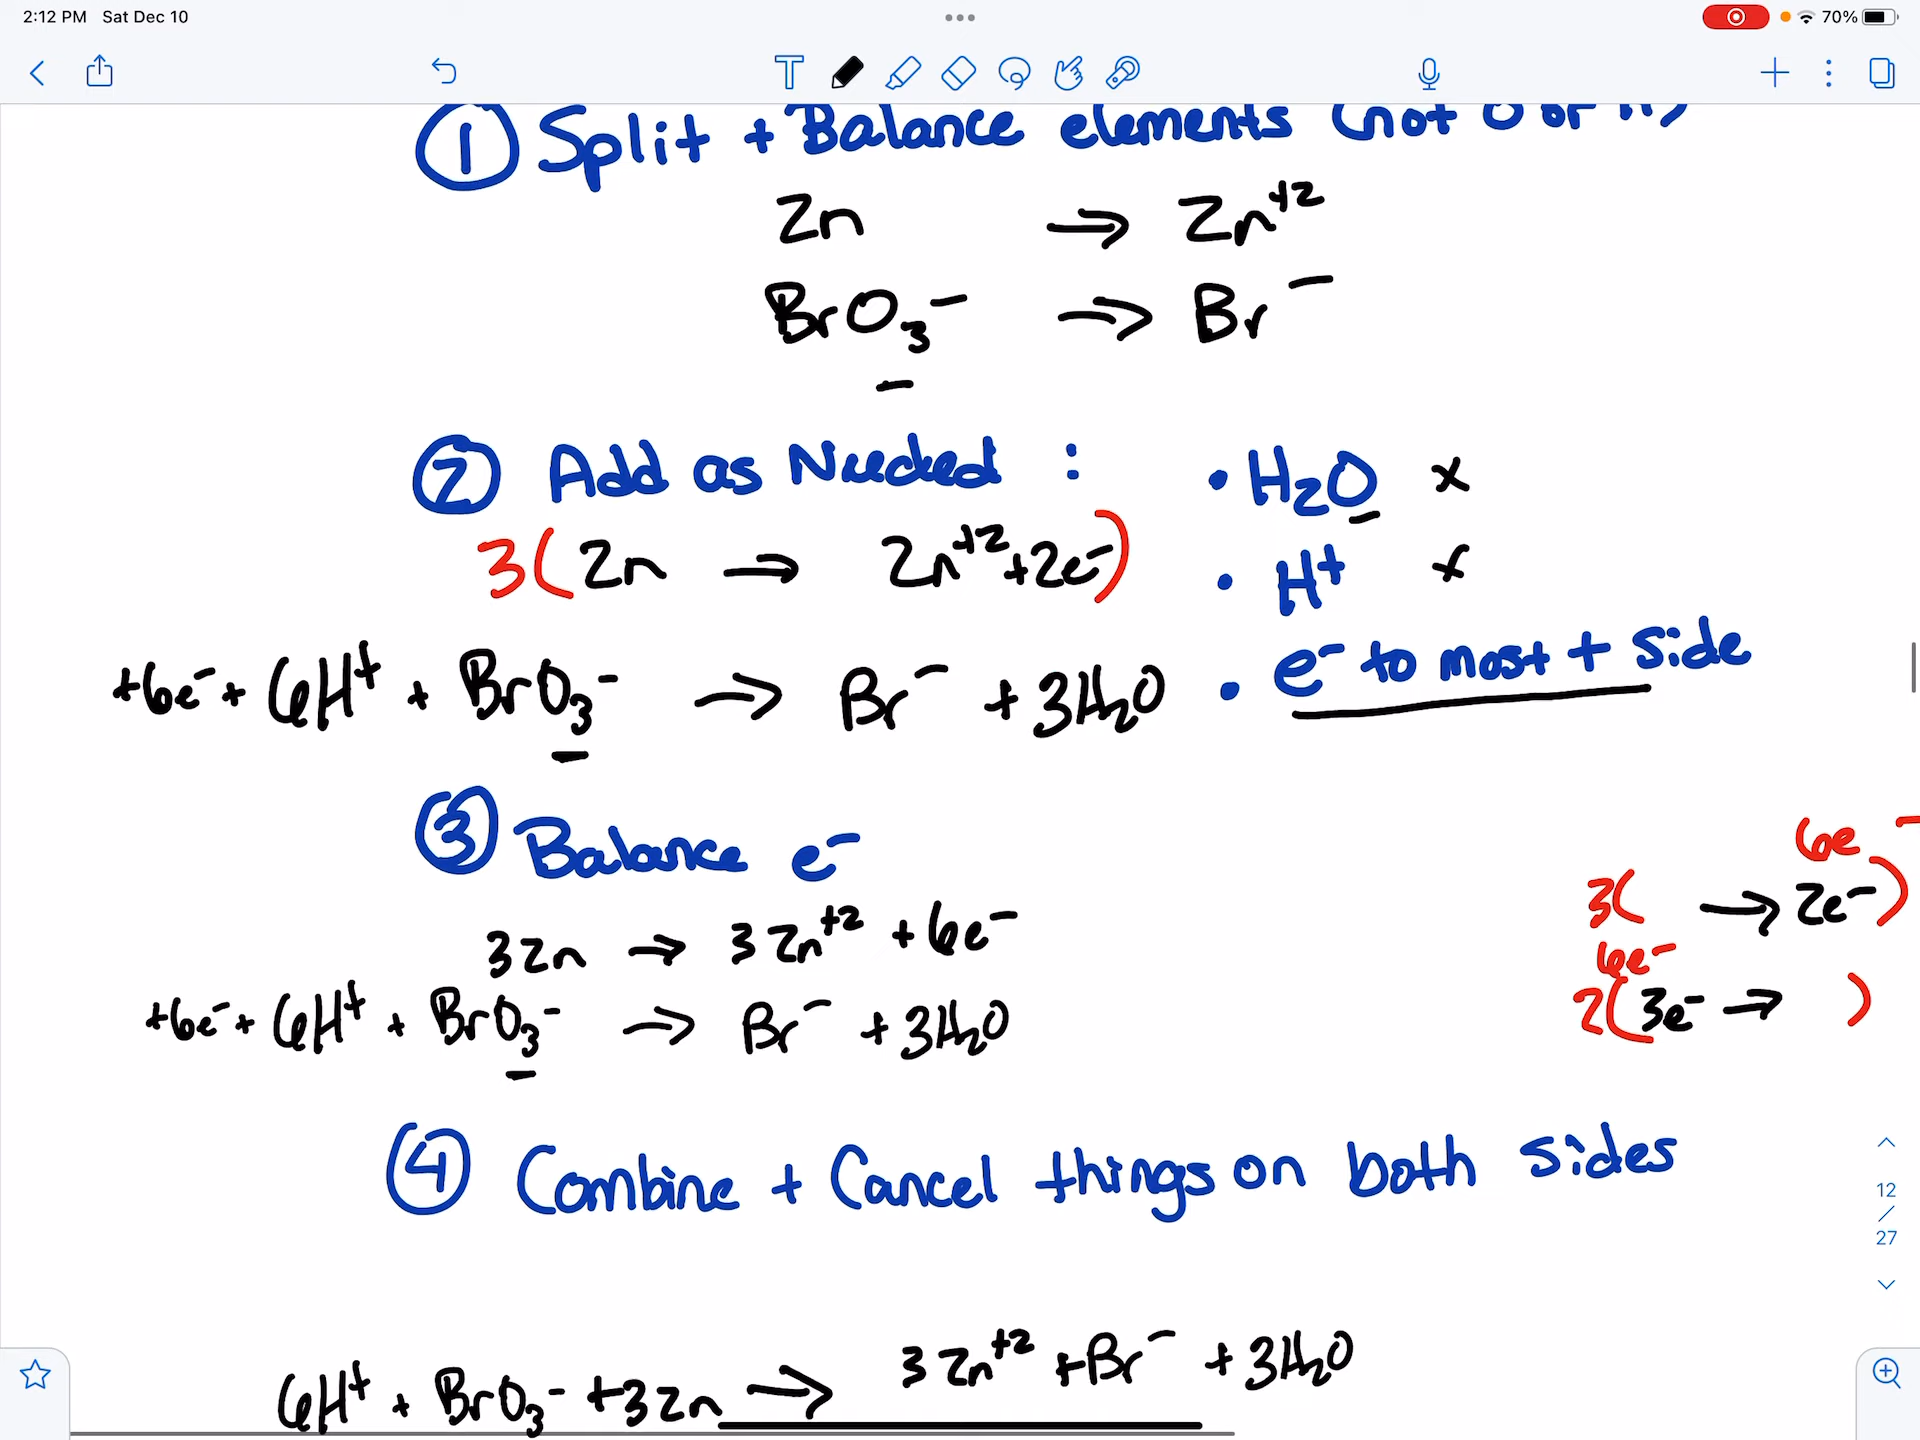 2:12 PM Sat Dec 10
70%
① Split + Balance elements (not O or H)
Zn → Zn⁺²
BrO₃⁻ → Br⁻
② Add as Needed : • H₂O x
3(Zn → Zn⁺²+2e⁻) • H⁺ x
+6e⁻+ 6H⁺ + BrO₃⁻ → Br⁻ + 3H₂O • e⁻ to most + side
③ Balance e⁻
6e⁻
3( → 2e⁻)
3Zn → 3Zn⁺² + 6e⁻
6e⁻
2(3e⁻ → )
+6e⁻+ 6H⁺ + BrO₃⁻ → Br⁻ + 3H₂O
④ Combine + Cancel things on both sides
12
/
27
6H⁺ + BrO₃⁻ +3Zn → 3Zn⁺² +Br⁻ + 3H₂O